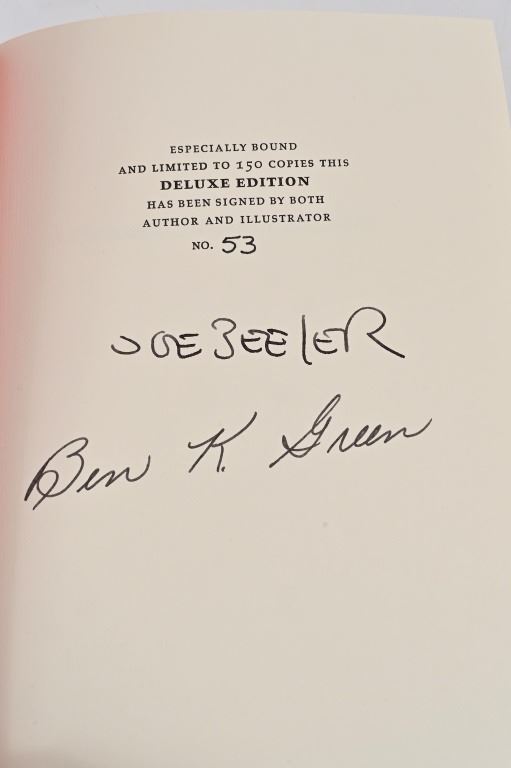 ESPECIALLY BOUND
AND LIMITED TO 150 COPIES THIS
DELUXE EDITION
HAS BEEN SIGNED BY BOTH
AUTHOR AND ILLUSTRATOR
NO. 53
JOE BEELER
Ben K. Green